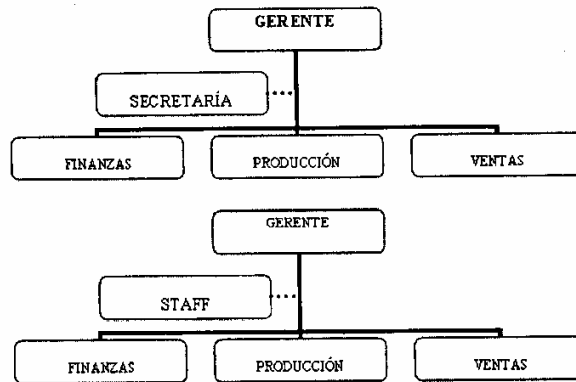 GERENTE
SECRETARÍA
FINANZAS
PRODUCCIÓN
VENTAS
GERENTE
STAFF
FINANZAS
PRODUCCIÓN
VENTAS